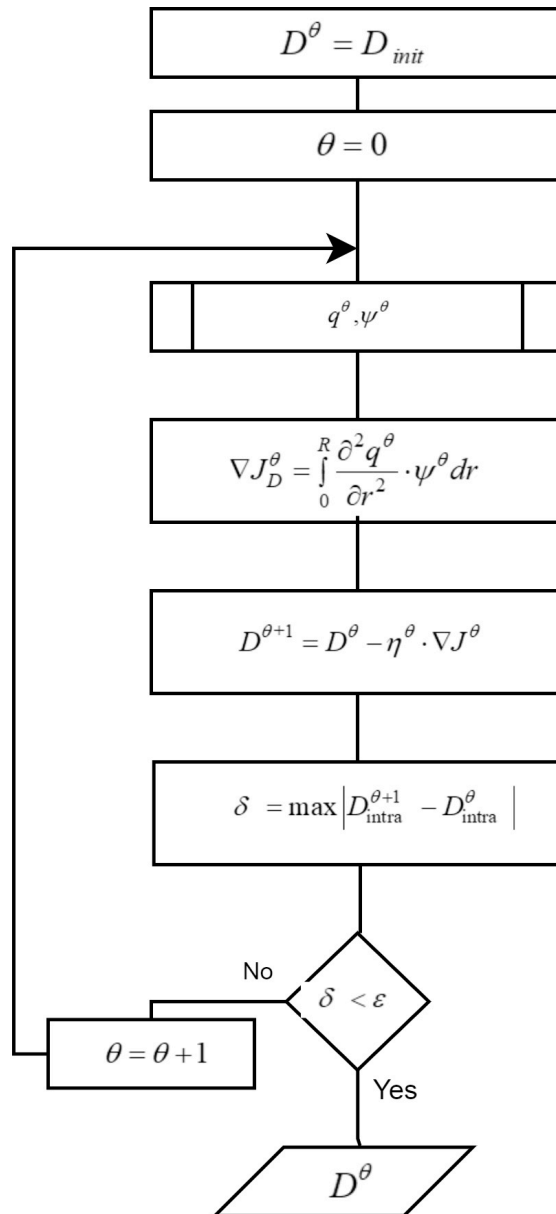 D^θ = D_init
θ = 0
q^θ, ψ^θ
∇J_D^θ = ∫_0^R ∂²q^θ/∂r² · ψ^θ dr
D^{θ+1} = D^θ − η^θ · ∇J^θ
δ = max |D_intra^{θ+1} − D_intra^θ|
No
δ < ε
θ = θ + 1
Yes
D^θ